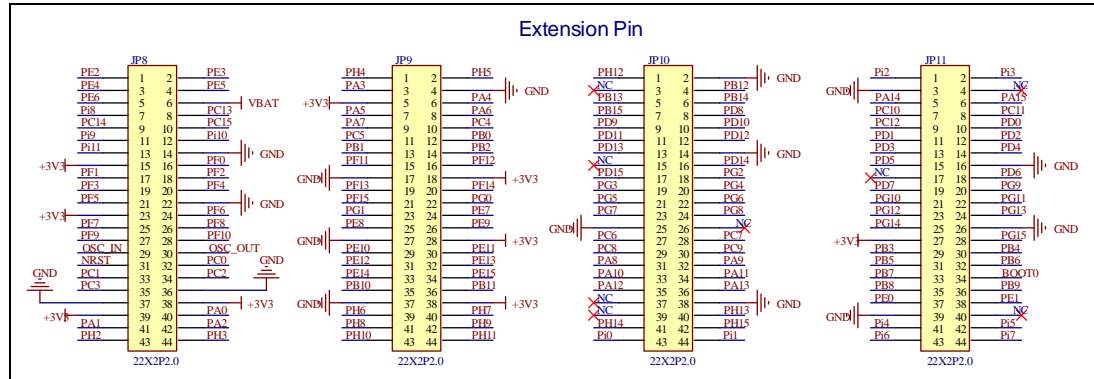 Extension Pin
JP8
PE2 1 2 PE3
PE4 3 4 PE5
PE6 5 6 VBAT
Pi8 7 8 PC13
PC14 9 10 PC15
Pi9 11 12 Pi10
Pi11 13 14 GND
+3V3 15 16 PF0
PF1 17 18 PF2
PF3 19 20 PF4
PF5 21 22 GND
+3V3 23 24 PF6
PF7 25 26 PF8
PF9 27 28 PF10
OSC_IN 29 30 OSC_OUT
NRST 31 32 PC0
PC1 33 34 PC2
PC3 35 36 GND
GND 37 38 +3V3
+3V3 39 40 PA0
PA1 41 42 PA2
PH2 43 44 PH3
22X2P2.0
JP9
PH4 1 2 PH5
PA3 3 4 GND
+3V3 5 6 PA4
PA5 7 8 PA6
PA7 9 10 PC4
PC5 11 12 PB0
PB1 13 14 PB2
PF11 15 16 PF12
GND 17 18 +3V3
PF13 19 20 PF14
PF15 21 22 PG0
PG1 23 24 PE7
PE8 25 26 PE9
GND 27 28 +3V3
PE10 29 30 PE11
PE12 31 32 PE13
PE14 33 34 PE15
PB10 35 36 PB11
GND 37 38 +3V3
PH6 39 40 PH7
PH8 41 42 PH9
PH10 43 44 PH11
22X2P2.0
JP10
PH12 1 2 GND
NC 3 4 PB12
PB13 5 6 PB14
PB15 7 8 PD8
PD9 9 10 PD10
PD11 11 12 PD12
PD13 13 14 GND
NC 15 16 PD14
PD15 17 18 PG2
PG3 19 20 PG4
PG5 21 22 PG6
PG7 23 24 PG8
GND 25 26 NC
PC6 27 28 PC7
PC8 29 30 PC9
PA8 31 32 PA9
PA10 33 34 PA11
PA12 35 36 PA13
NC 37 38 GND
NC 39 40 PH13
PH14 41 42 PH15
Pi0 43 44 Pi1
22X2P2.0
JP11
Pi2 1 2 Pi3
GND 3 4 NC
PA14 5 6 PA15
PC10 7 8 PC11
PC12 9 10 PD0
PD1 11 12 PD2
PD3 13 14 PD4
PD5 15 16 GND
NC 17 18 PD6
PD7 19 20 PG9
PG10 21 22 PG11
PG12 23 24 PG13
PG14 25 26 GND
+3V3 27 28 PG15
PB3 29 30 PB4
PB5 31 32 PB6
PB7 33 34 BOOT0
PB8 35 36 PB9
PE0 37 38 PE1
GND 39 40 NC
Pi4 41 42 Pi5
Pi6 43 44 Pi7
22X2P2.0